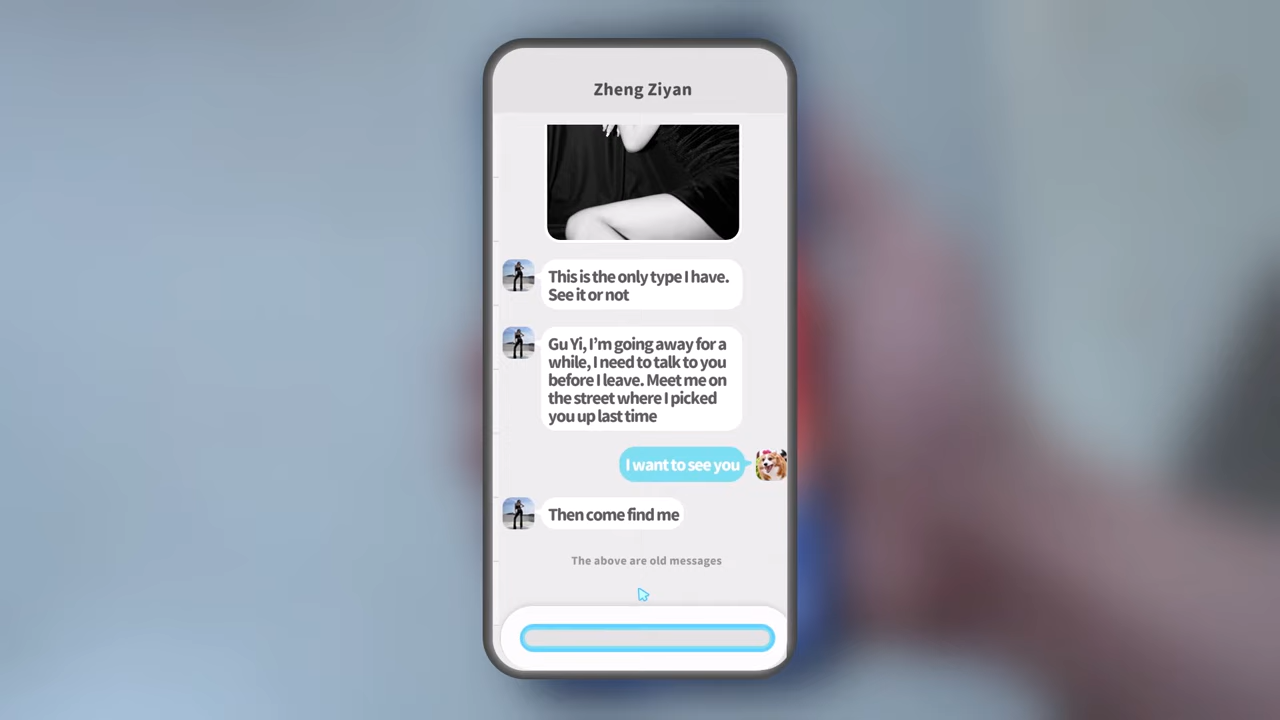 Zheng Ziyan
This is the only type I have.
See it or not
Gu Yi, I'm going away for a
while, I need to talk to you
before I leave. Meet me on
the street where I picked
you up last time
I want to see you
Then come find me
The above are old messages